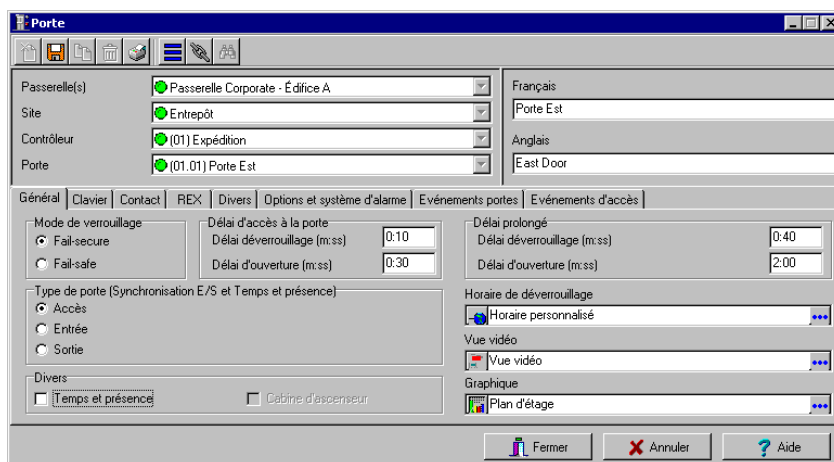 Porte
Passerelle(s)
Passerelle Corporate - Édifice A
Site
Entrepôt
Contrôleur
(01) Expédition
Porte
(01.01) Porte Est
Français
Porte Est
Anglais
East Door
Général
Clavier
Contact
REX
Divers
Options et système d'alarme
Evénements portes
Evénements d'accès
Mode de verrouillage
Fail-secure
Fail-safe
Délai d'accès à la porte
Délai déverrouillage (m:ss)
0:10
Délai d'ouverture (m:ss)
0:30
Délai prolongé
Délai déverrouillage (m:ss)
0:40
Délai d'ouverture (m:ss)
2:00
Type de porte (Synchronisation E/S et Temps et présence)
Accès
Entrée
Sortie
Horaire de déverrouillage
Horaire personnalisé
Vue vidéo
Vue vidéo
Graphique
Plan d'étage
Divers
Temps et présence
Cabine d'ascenseur
Fermer
Annuler
Aide